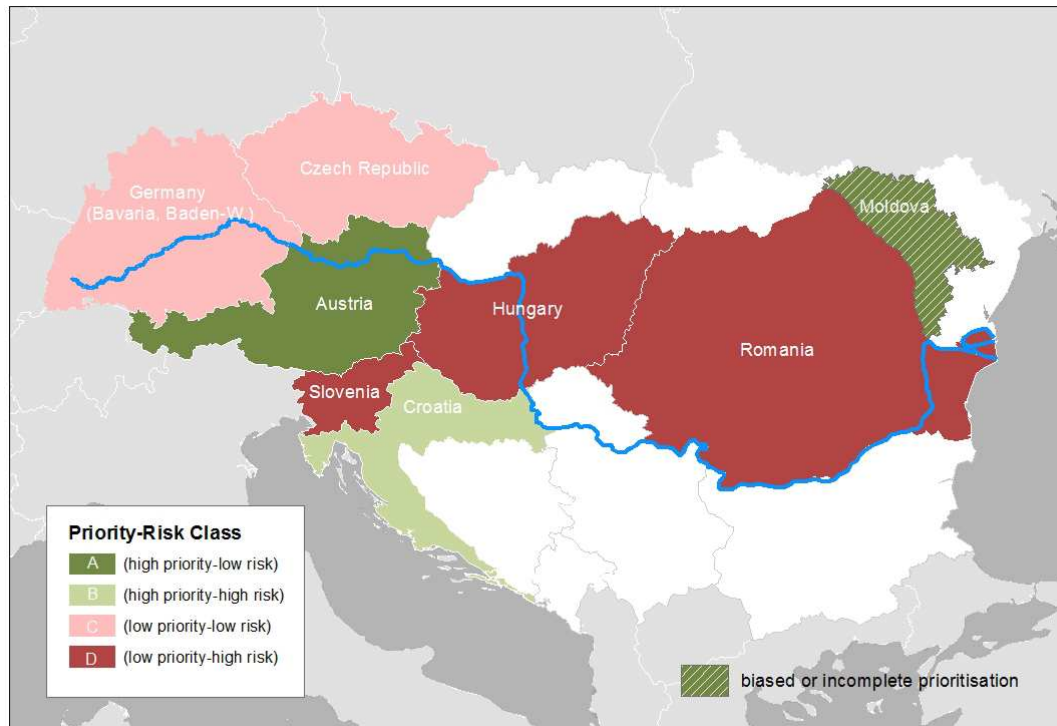 Czech Republic
Germany
(Bavaria, Baden-W.)
Moldova
Austria
Hungary
Romania
Slovenia
Croatia
Priority-Risk Class
A (high priority-low risk)
B (high priority-high risk)
C (low priority-low risk)
D (low priority-high risk)
biased or incomplete prioritisation